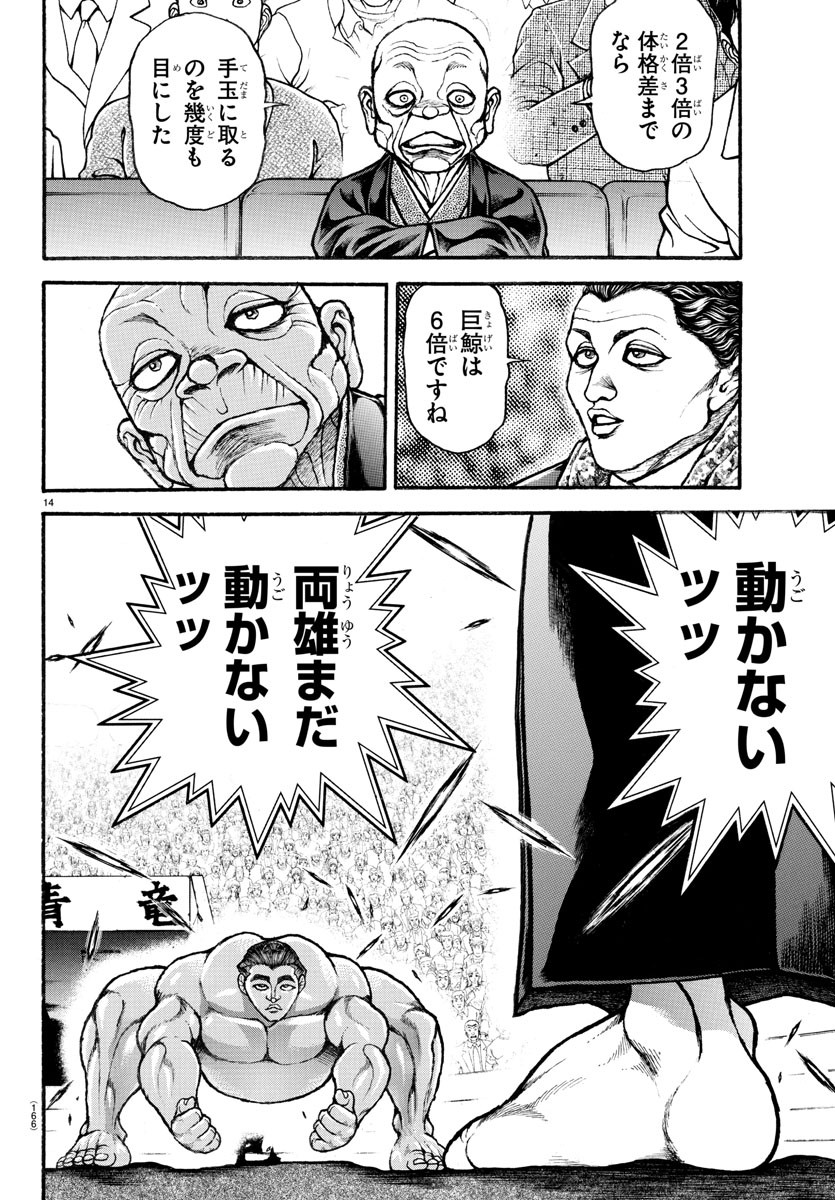 2倍3倍の
体格差まで
なら
手玉に取る
のを幾度も
目にした
巨鯨は
6倍ですね
14
動かない
ッッ
両雄まだ
動かない
ッッ
青竜
(166)